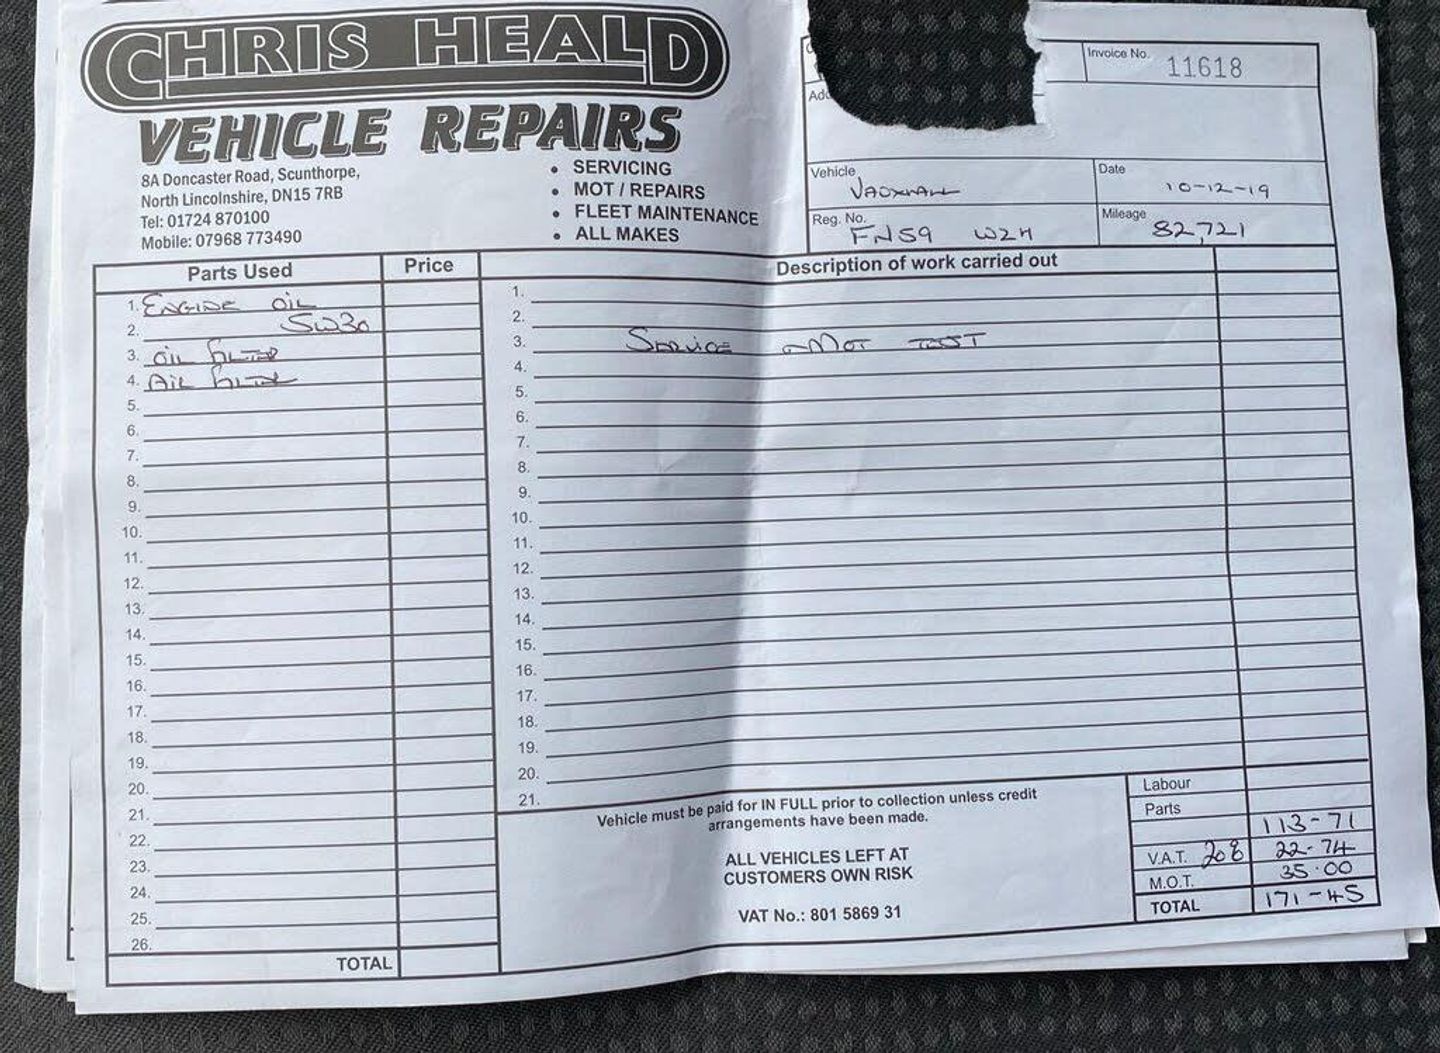 CHRIS HEALD
VEHICLE REPAIRS
8A Doncaster Road, Scunthorpe,
North Lincolnshire, DN15 7RB
Tel: 01724 870100
Mobile: 07968 773490
• SERVICING
• MOT / REPAIRS
• FLEET MAINTENANCE
• ALL MAKES
Invoice No. 11618
Vehicle VAUXHALL
Date 10-12-19
Reg. No. FN59 WZH
Mileage 82,721
Parts Used Price
1. ENGINE OIL
2. 5W30
3. OIL FILTER
4. AIR FILTER
5.
6.
7.
8.
9.
10.
11.
12.
13.
14.
15.
16.
17.
18.
19.
20.
21.
22.
23.
24.
25.
26.
TOTAL
Description of work carried out
1.
2.
3. SERVICE MOT TEST
4.
5.
6.
7.
8.
9.
10.
11.
12.
13.
14.
15.
16.
17.
18.
19.
20.
21.
Vehicle must be paid for IN FULL prior to collection unless credit
arrangements have been made.
ALL VEHICLES LEFT AT
CUSTOMERS OWN RISK
VAT No.: 801 5869 31
Labour
Parts
113-71
V.A.T. 22-74
M.O.T. 35.00
TOTAL 171-45